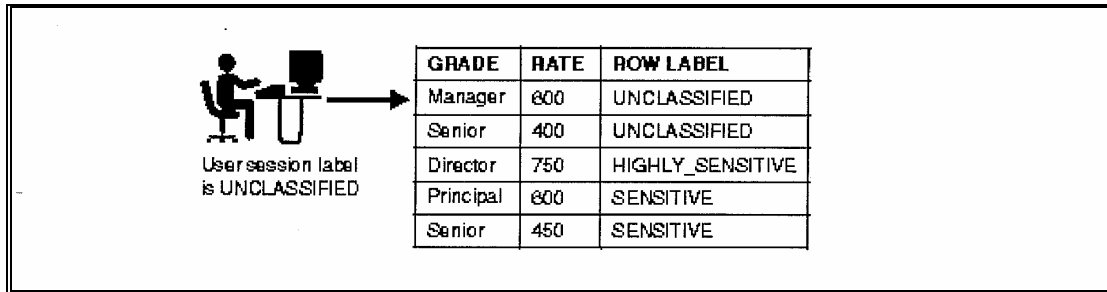 GRADE RATE ROW LABEL
Manager 600 UNCLASSIFIED
Senior 400 UNCLASSIFIED
Director 750 HIGHLY_SENSITIVE
Principal 600 SENSITIVE
Senior 450 SENSITIVE
User session label
is UNCLASSIFIED